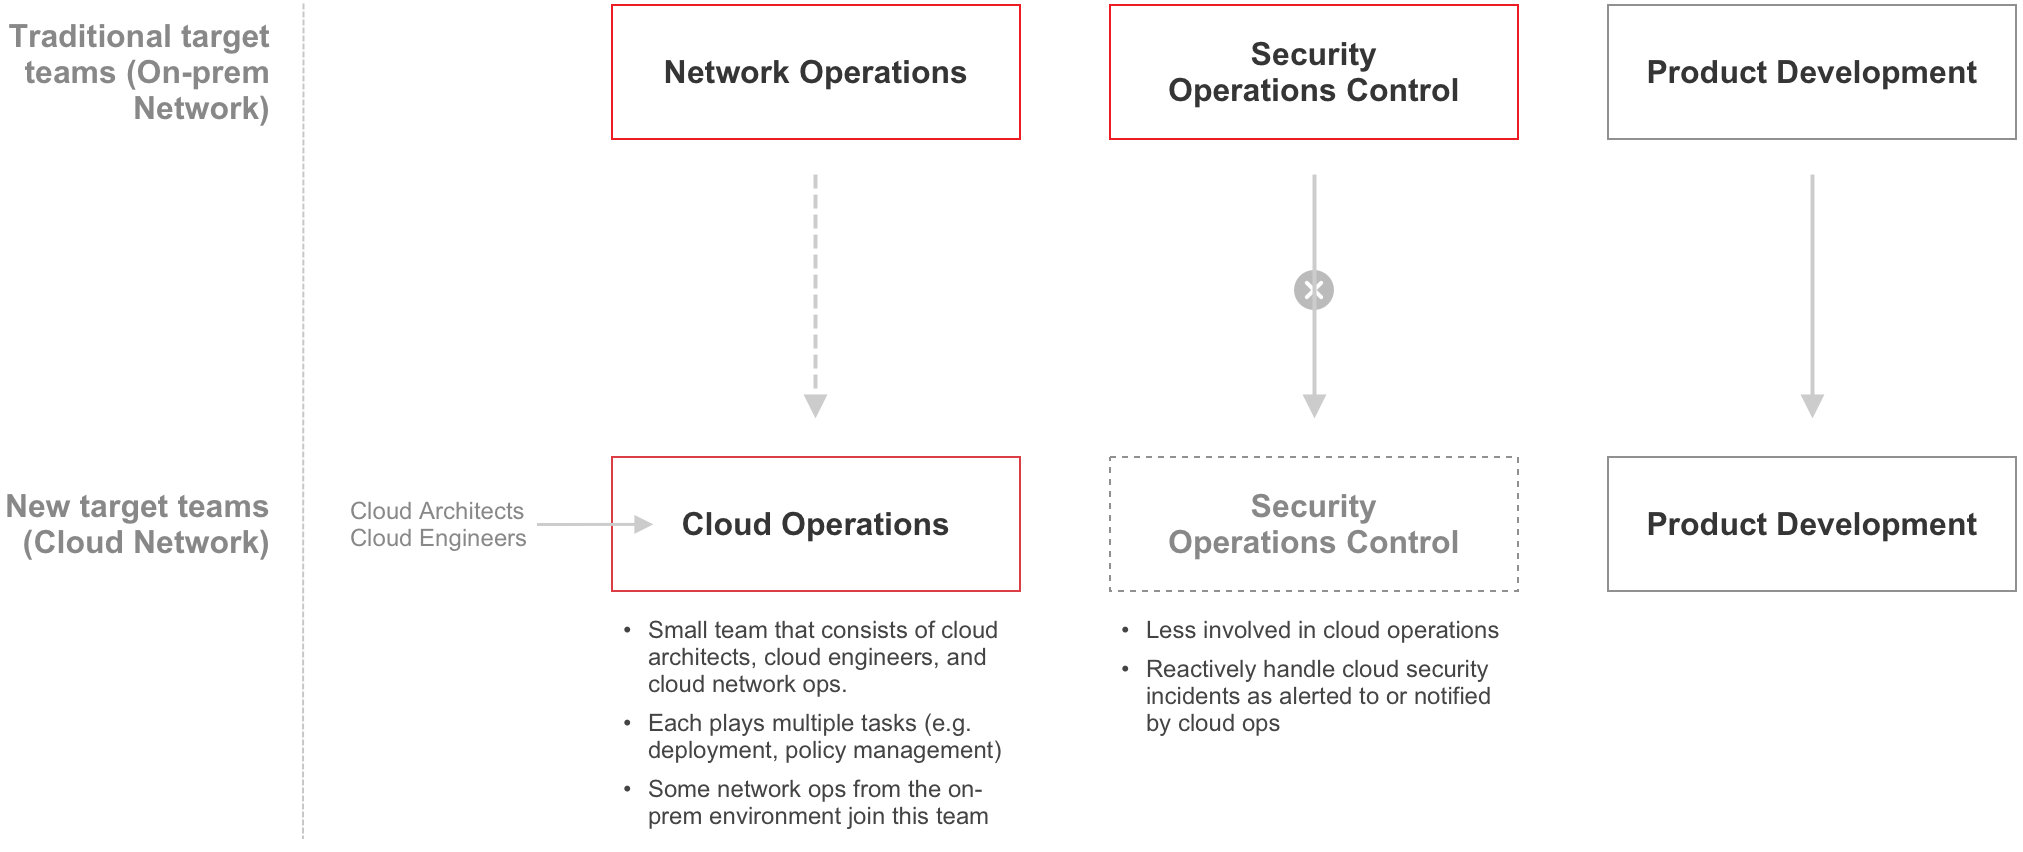 Traditional target
teams (On-prem
Network)
Network Operations
Security
Operations Control
Product Development
New target teams
(Cloud Network)
Cloud Architects
Cloud Engineers
Cloud Operations
Security
Operations Control
Product Development
• Small team that consists of cloud
architects, cloud engineers, and
cloud network ops.
• Each plays multiple tasks (e.g.
deployment, policy management)
• Some network ops from the on-
prem environment join this team
• Less involved in cloud operations
• Reactively handle cloud security
incidents as alerted to or notified
by cloud ops